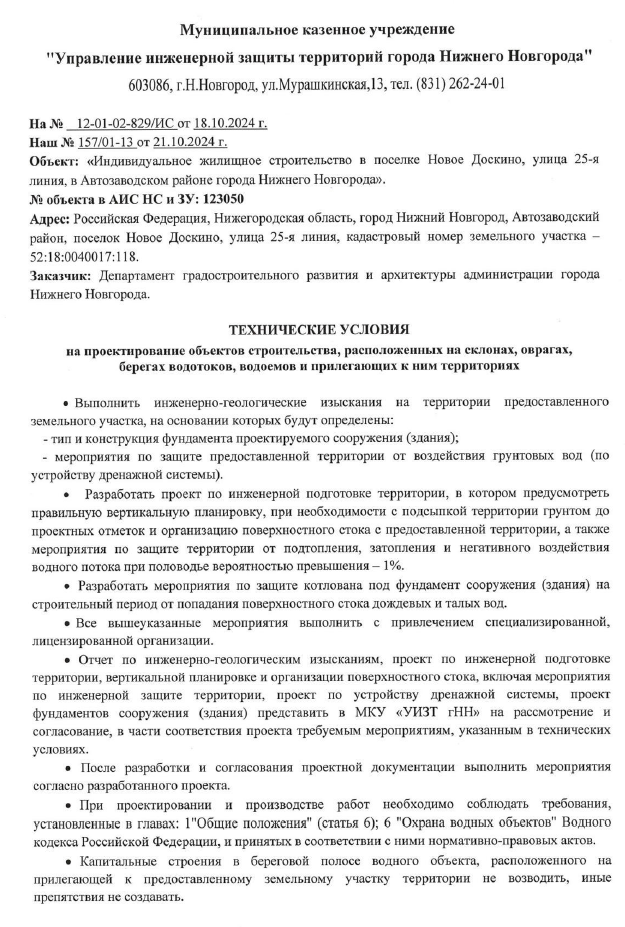 Муниципальное казенное учреждение
"Управление инженерной защиты территорий города Нижнего Новгорода"
603086, г.Н.Новгород, ул.Мурашкинская,13, тел. (831) 262-24-01
На № 12-01-02-829/ИС от 18.10.2024 г.
Наш № 157/01-13 от 21.10.2024 г.
Объект: «Индивидуальное жилищное строительство в поселке Новое Доскино, улица 25-я
линия, в Автозаводском районе города Нижнего Новгорода».
№ объекта в АИС НС и ЗУ: 123050
Адрес: Российская Федерация, Нижегородская область, город Нижний Новгород, Автозаводский
район, поселок Новое Доскино, улица 25-я линия, кадастровый номер земельного участка –
52:18:0040017:118.
Заказчик: Департамент градостроительного развития и архитектуры администрации города
Нижнего Новгорода.
ТЕХНИЧЕСКИЕ УСЛОВИЯ
на проектирование объектов строительства, расположенных на склонах, оврагах,
берегах водотоков, водоемов и прилегающих к ним территориях
• Выполнить инженерно-геологические изыскания на территории предоставленного
земельного участка, на основании которых будут определены:
- тип и конструкция фундамента проектируемого сооружения (здания);
- мероприятия по защите предоставленной территории от воздействия грунтовых вод (по
устройству дренажной системы).
• Разработать проект по инженерной подготовке территории, в котором предусмотреть
правильную вертикальную планировку, при необходимости с подсыпкой территории грунтом до
проектных отметок и организацию поверхностного стока с предоставленной территории, а также
мероприятия по защите территории от подтопления, затопления и негативного воздействия
водного потока при половодье вероятностью превышения – 1%.
• Разработать мероприятия по защите котлована под фундамент сооружения (здания) на
строительный период от попадания поверхностного стока дождевых и талых вод.
• Все вышеуказанные мероприятия выполнить с привлечением специализированной,
лицензированной организации.
• Отчет по инженерно-геологическим изысканиям, проект по инженерной подготовке
территории, вертикальной планировке и организации поверхностного стока, включая мероприятия
по инженерной защите территории, проект по устройству дренажной системы, проект
фундаментов сооружения (здания) представить в МКУ «УИЗТ гНН» на рассмотрение и
согласование, в части соответствия проекта требуемым мероприятиям, указанным в технических
условиях.
• После разработки и согласования проектной документации выполнить мероприятия
согласно разработанного проекта.
• При проектировании и производстве работ необходимо соблюдать требования,
установленные в главах: 1"Общие положения" (статья 6); 6 "Охрана водных объектов" Водного
кодекса Российской Федерации, и принятых в соответствии с ними нормативно-правовых актов.
• Капитальные строения в береговой полосе водного объекта, расположенного на
прилегающей к предоставленному земельному участку территории не возводить, иные
препятствия не создавать.